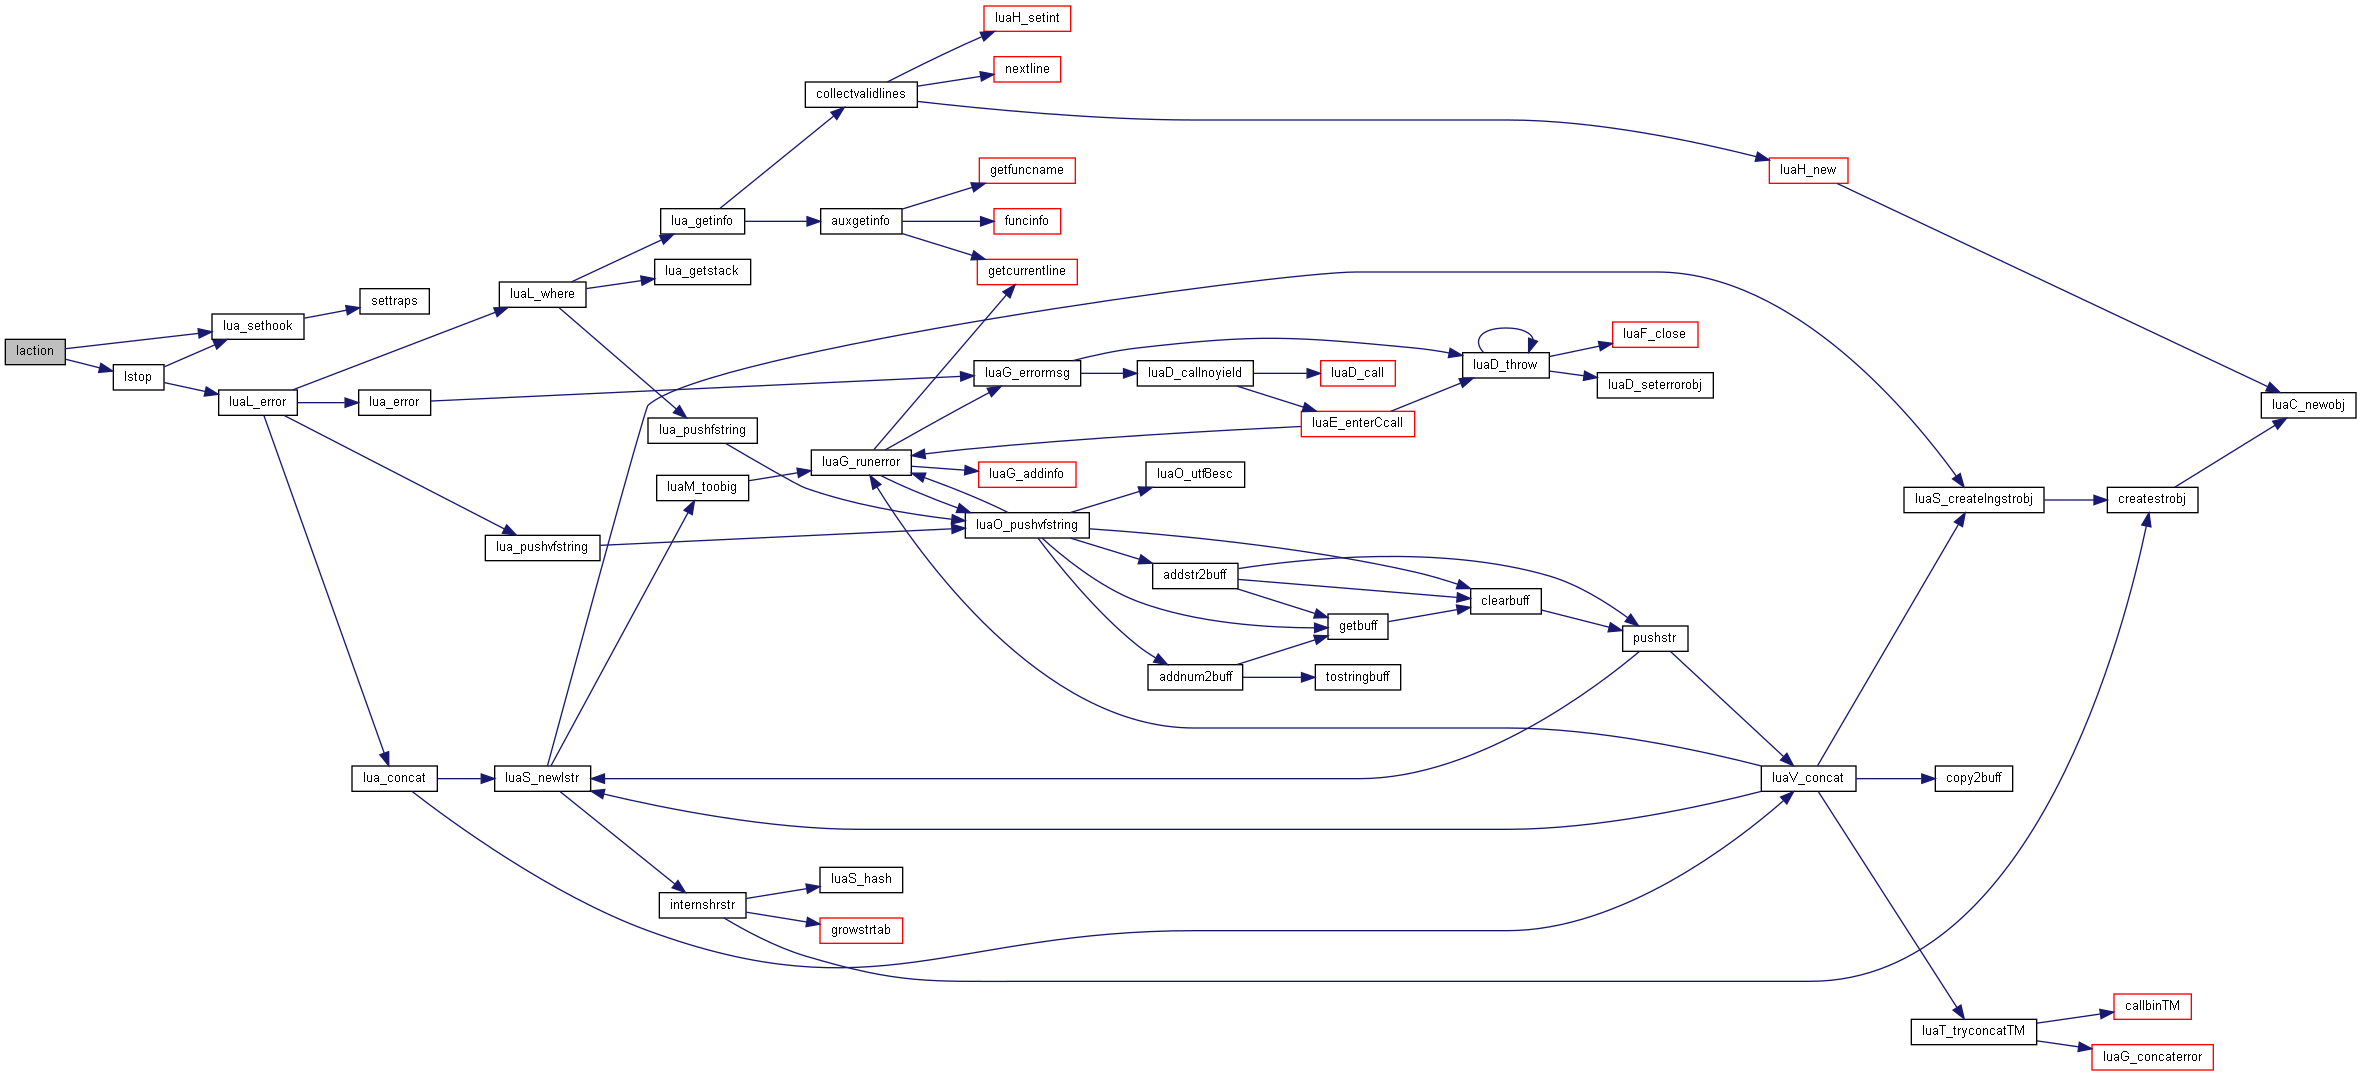 luaH_setint
nextline
collectvalidlines
luaH_new
getfuncname
lua_getinfo
auxgetinfo
funcinfo
getcurrentline
lua_getstack
luaL_where
settraps
lua_sethook
laction
lstop
luaL_error
lua_error
luaG_errormsg
luaD_callnoyield
luaD_call
luaD_throw
luaF_close
luaD_seterrorobj
luaE_enterCcall
luaC_newobj
lua_pushfstring
luaG_runerror
luaG_addinfo
luaM_toobig
luaO_utf8esc
luaS_createlngstrobj
createstrobj
luaO_pushvfstring
lua_pushvfstring
addstr2buff
clearbuff
getbuff
pushstr
addnum2buff
tostringbuff
lua_concat
luaS_newlstr
luaV_concat
copy2buff
luaS_hash
internshrstr
growstrtab
callbinTM
luaT_tryconcatTM
luaG_concaterror